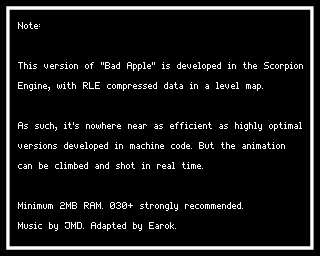 Note:
This version of "Bad Apple" is developed in the Scorpion
Engine, with RLE compressed data in a level map.
As such, it's nowhere near as efficient as highly optimal
versions developed in machine code. But the animation
can be climbed and shot in real time.
Minimum 2MB RAM. 030+ strongly recommended.
Music by JMD. Adapted by Earok.